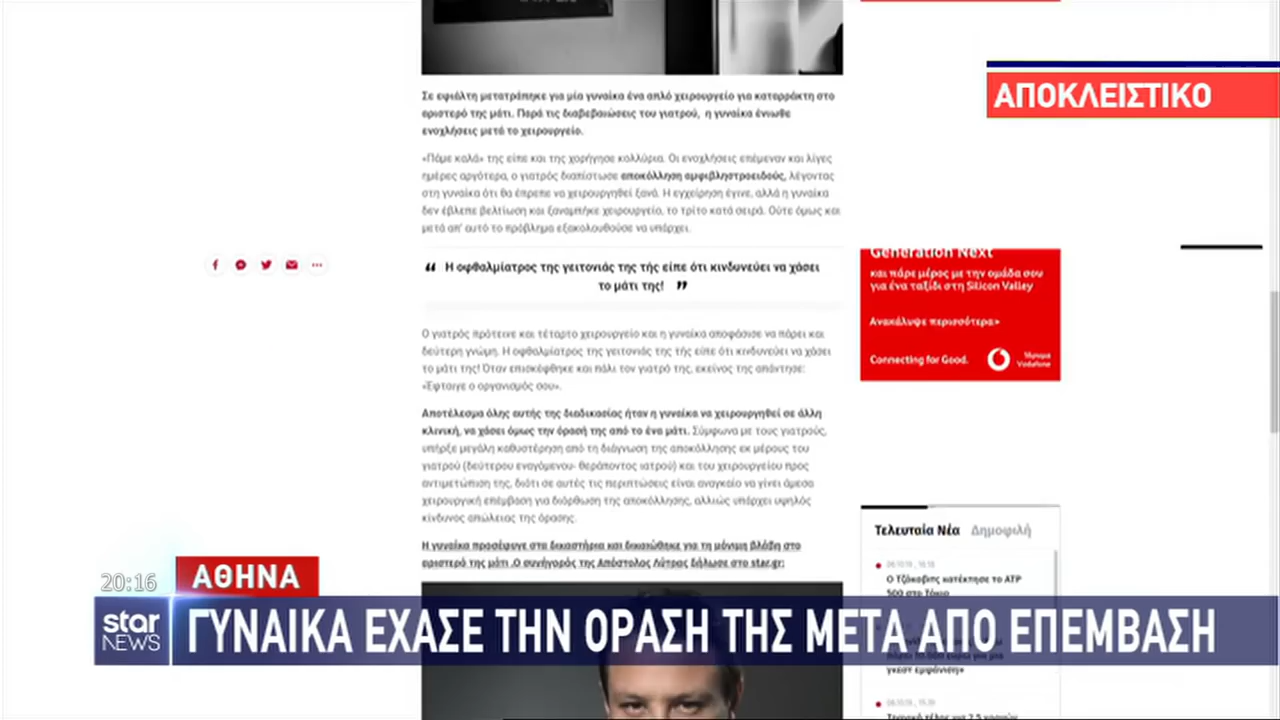 ΑΠΟΚΛΕΙΣΤΙΚΟ
Σε εφιάλτη μετατράπηκε για μία γυναίκα ένα απλό χειρουργείο για καταρράκτη στο
αριστερό της μάτι. Παρά τις διαβεβαιώσεις του γιατρού, η γυναίκα ένιωθε
ενοχλήσεις μετά το χειρουργείο.
«Πάμε καλά» της είπε και της χορήγησε κολλύρια. Οι ενοχλήσεις επέμεναν και λίγες
ημέρες αργότερα, ο γιατρός διαπίστωσε αποκόλληση αμφιβληστροειδούς, λέγοντας
στη γυναίκα ότι θα έπρεπε να χειρουργηθεί ξανά. Η εγχείρηση έγινε, αλλά η γυναίκα
δεν έβλεπε βελτίωση και ξαναμπήκε χειρουργείο, το τρίτο κατά σειρά. Ούτε όμως και
μετά απ' αυτό το πρόβλημα εξακολουθούσε να υπάρχει.
“ Η οφθαλμίατρος της γειτονιάς της τής είπε ότι κινδυνεύει να χάσει
το μάτι της! ”
Generation Next
και πάρε μέρος με την ομάδα σου
για ένα ταξίδι στη Silicon Valley
Ανακάλυψε περισσότερα»
Connecting for Good.
Ίδρυμα
Vodafone
Ο γιατρός πρότεινε και τέταρτο χειρουργείο και η γυναίκα αποφάσισε να πάρει και
δεύτερη γνώμη. Η οφθαλμίατρος της γειτονιάς της τής είπε ότι κινδυνεύει να χάσει
το μάτι της! Όταν επισκέφθηκε και πάλι τον γιατρό της, εκείνος της απάντησε:
«Έφταιγε ο οργανισμός σου».
Αποτέλεσμα όλης αυτής της διαδικασίας ήταν η γυναίκα να χειρουργηθεί σε άλλη
κλινική, να χάσει όμως την όρασή της από το ένα μάτι. Σύμφωνα με τους γιατρούς,
υπήρξε μεγάλη καθυστέρηση από τη διάγνωση της αποκόλλησης εκ μέρους του
γιατρού (δεύτερου εναγόμενου- θεράποντος ιατρού) και του χειρουργείου προς
αντιμετώπιση της, διότι σε αυτές τις περιπτώσεις είναι αναγκαίο να γίνει άμεσα
χειρουργική επέμβαση για διόρθωση της αποκόλλησης, αλλιώς υπάρχει υψηλός
κίνδυνος απώλειας της όρασης.
Η γυναίκα προσέφυγε στα δικαστήρια και δικαιώθηκε για τη μόνιμη βλάβη στο
αριστερό της μάτι .Ο συνήγορός της Απόστολος Λύτρας δήλωσε στο star.gr:
Τελευταία Νέα Δημοφιλή
Ο Τζόκοβιτς κατέκτησε το ATP
500 στο Τόκιο
γκεστ εμφάνιση»
20:16
ΑΘΗΝΑ
star
NEWS
ΓΥΝΑΙΚΑ ΕΧΑΣΕ ΤΗΝ ΟΡΑΣΗ ΤΗΣ ΜΕΤΑ ΑΠΟ ΕΠΕΜΒΑΣΗ